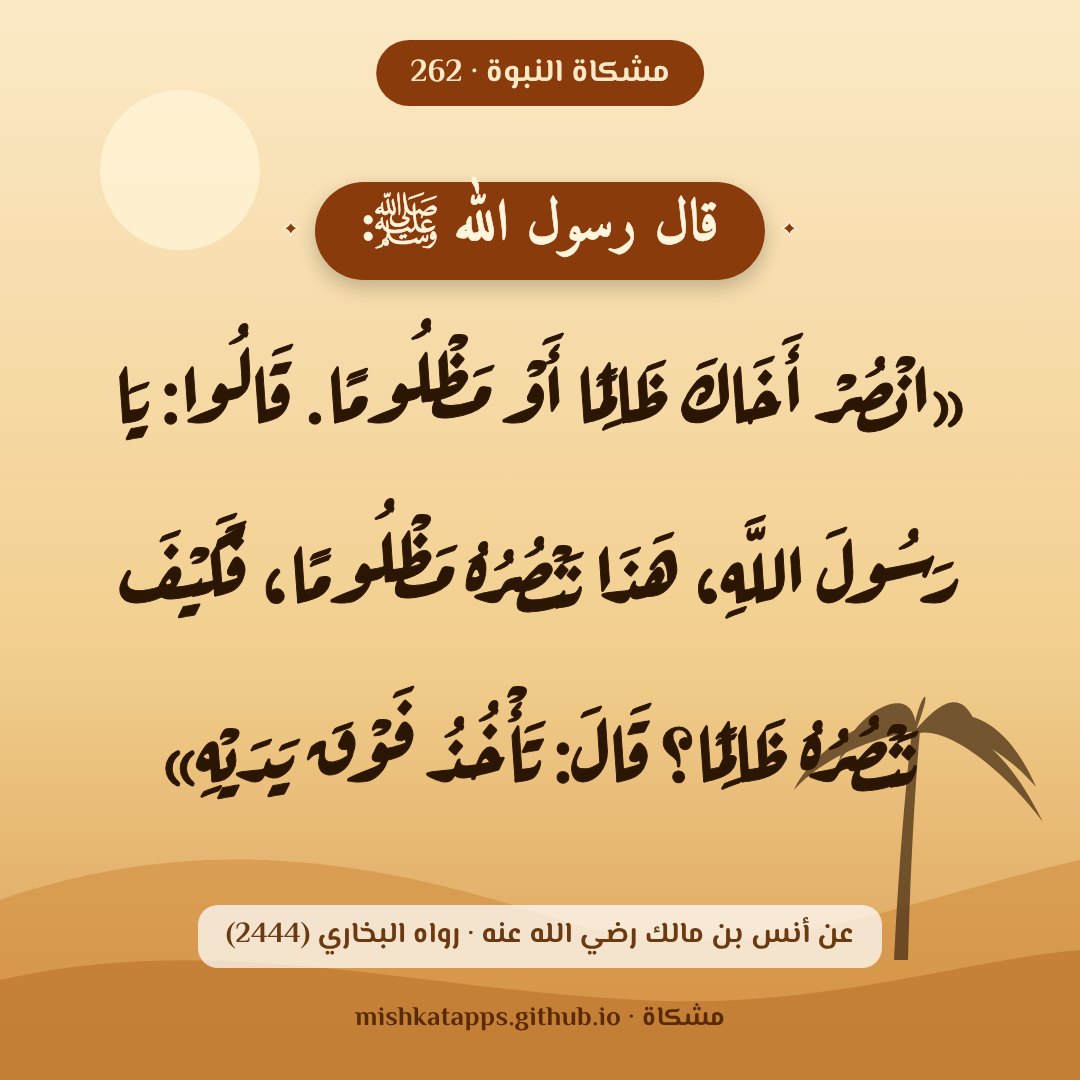 مشكاة النبوة · 262
قال رسول الله ﷺ:
«انْصُرْ أَخَاكَ ظَالِمًا أَوْ مَظْلُومًا. قَالُوا: يَا
رَسُولَ اللَّهِ، هَذَا نَنْصُرُهُ مَظْلُومًا، فَكَيْفَ
نَنْصُرُهُ ظَالِمًا؟ قَالَ: تَأْخُذُ فَوْقَ يَدَيْهِ»
عن أنس بن مالك رضي الله عنه · رواه البخاري (2444)
مشكاة · mishkatapps.github.io